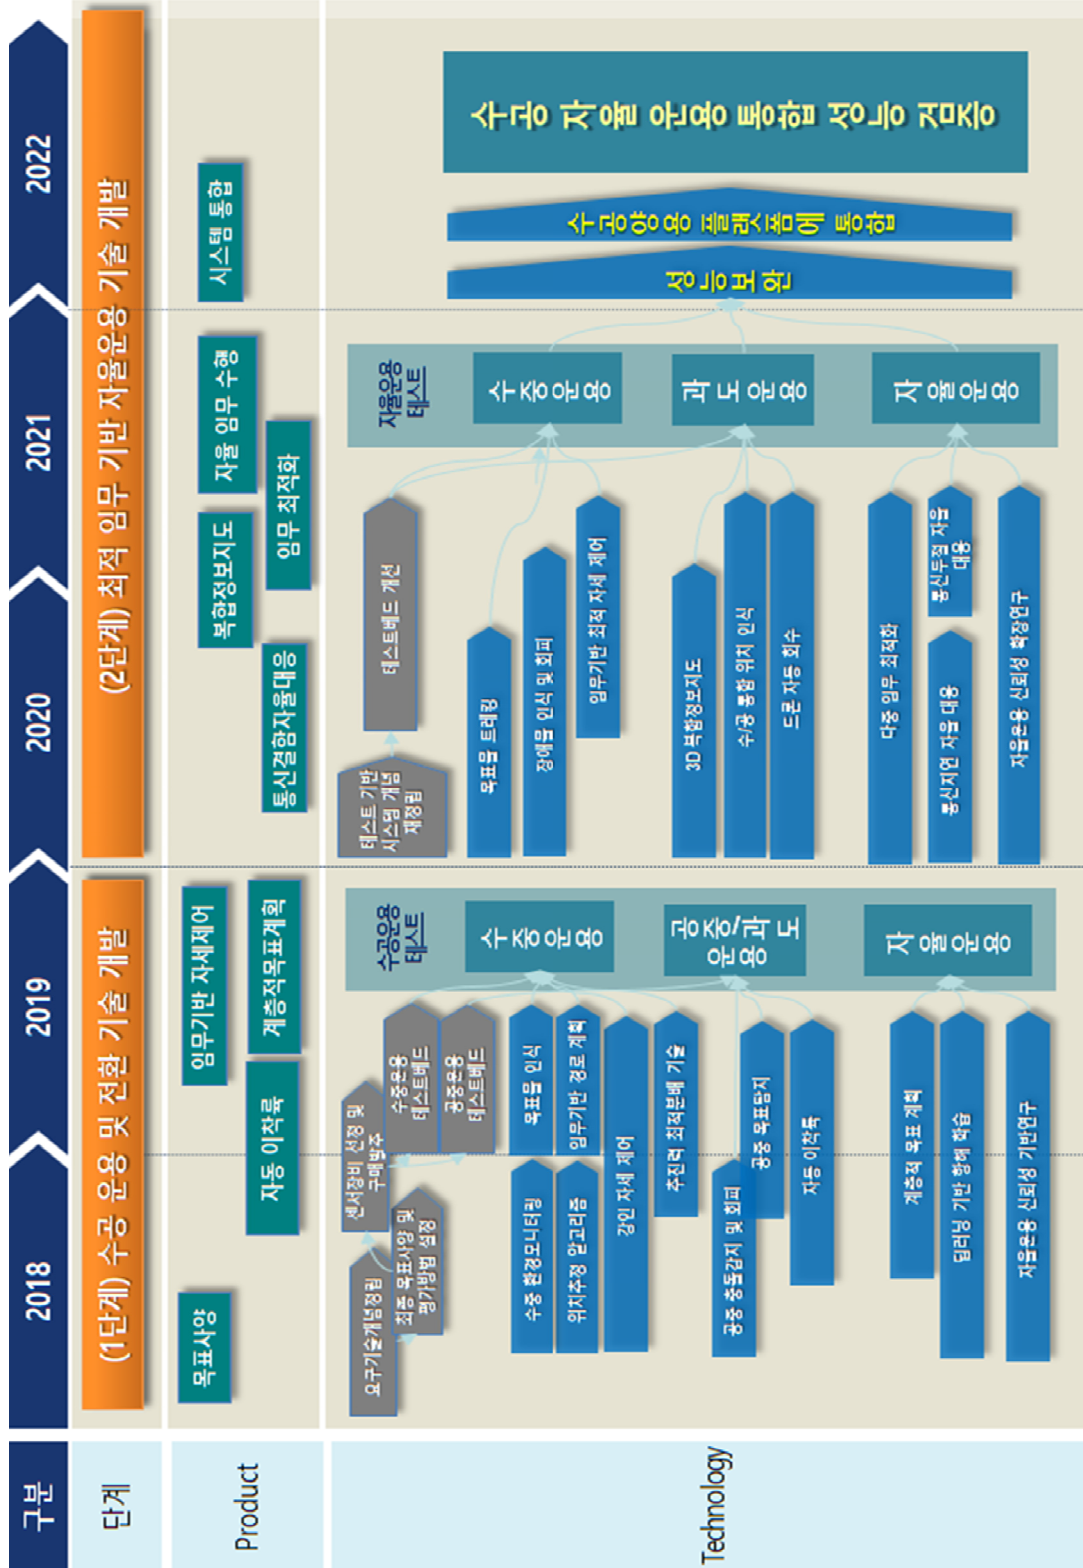 구분
2018
2019
2020
2021
2022
단계
(1단계) 수공 운용 및 전환 기술 개발
(2단계) 최적 임무 기반 자율운용 기술 개발
Product
목표사양
임무기반 자세제어
자동 이착륙
계층적목표계획
통신결함자율대응
복합정보지도
임무 최적화
자율 임무 수행
시스템 통합
Technology
요구기술개념정립
최종 목표사양 및
평가방법 설정
센서장비 선정 및
구매발주
수중운용
테스트베드
공중운용
테스트베드
수중 환경모니터링
목표물 인식
위치추정 알고리즘
임무기반 경로 계획
강인 자세 제어
추진력 최적분배 기술
공중 충돌감지 및 회피
공중 목표탐지
자동 이착륙
계층적 목표 계획
딥러닝 기반 항해 학습
자율운용 신뢰성 기반연구
수공운용
테스트
수중운용
공중/과도
운용
자율운용
테스트 기반
시스템 개념
재정립
테스트베드 개선
목표물 트래킹
장애물 인식 및 회피
임무기반 최적 자세 제어
3D 복합정보지도
수/공 통합 위치 인식
드론 자동 회수
다중 임무 최적화
통신지연 자율 대응
통신두절 자율
대응
자율운용 신뢰성 확장연구
자율운용
테스트
수중운용
과도운용
자율운용
성능보완
수공양용 플랫폼에 통합
수공 자율 운용 통합 성능 검증